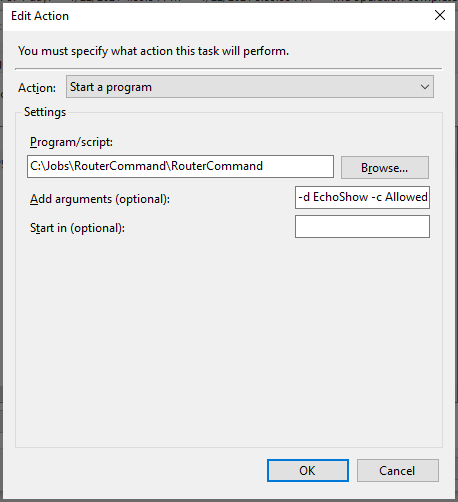 Edit Action
You must specify what action this task will perform.
Action: Start a program
Settings
Program/script:
C:\Jobs\RouterCommand\RouterCommand Browse...
Add arguments (optional): -d EchoShow -c Allowed
Start in (optional):
OK Cancel